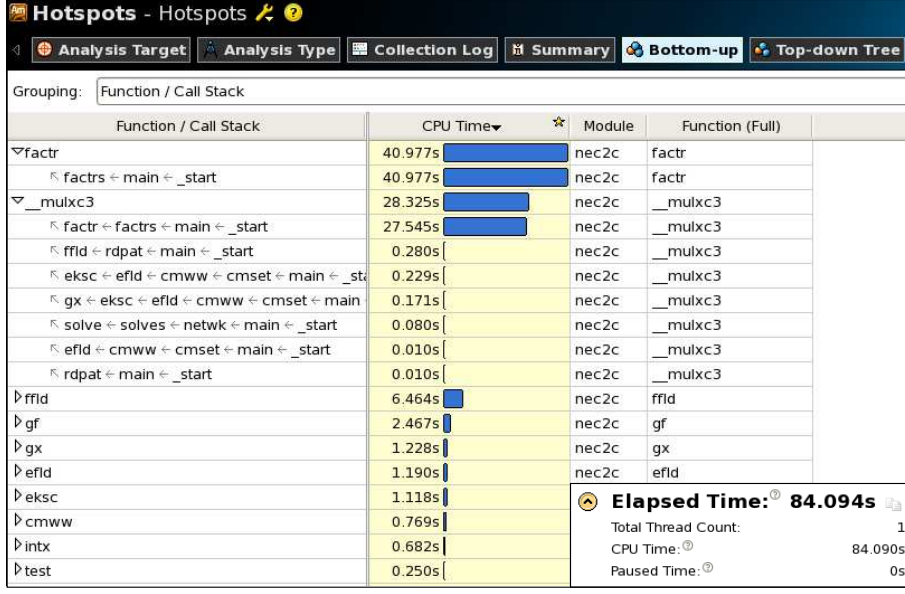 Hotspots - Hotspots
Analysis Target Analysis Type Collection Log Summary Bottom-up Top-down Tree
Grouping: Function / Call Stack
Function / Call Stack CPU Time Module Function (Full)
factr 40.977s nec2c factr
factrs ← main ← _start 40.977s nec2c factr
__mulxc3 28.325s nec2c __mulxc3
factr ← factrs ← main ← _start 27.545s nec2c __mulxc3
ffld ← rdpat ← main ← _start 0.280s nec2c __mulxc3
eksc ← efld ← cmww ← cmset ← main ← _sta 0.229s nec2c __mulxc3
gx ← eksc ← efld ← cmww ← cmset ← main 0.171s nec2c __mulxc3
solve ← solves ← netwk ← main ← _start 0.080s nec2c __mulxc3
efld ← cmww ← cmset ← main ← _start 0.010s nec2c __mulxc3
rdpat ← main ← _start 0.010s nec2c __mulxc3
ffld 6.464s nec2c ffld
gf 2.467s nec2c gf
gx 1.228s nec2c gx
efld 1.190s nec2c efld
eksc 1.118s
cmww 0.769s
intx 0.682s
test 0.250s
Elapsed Time: 84.094s
Total Thread Count: 1
CPU Time: 84.090s
Paused Time: 0s